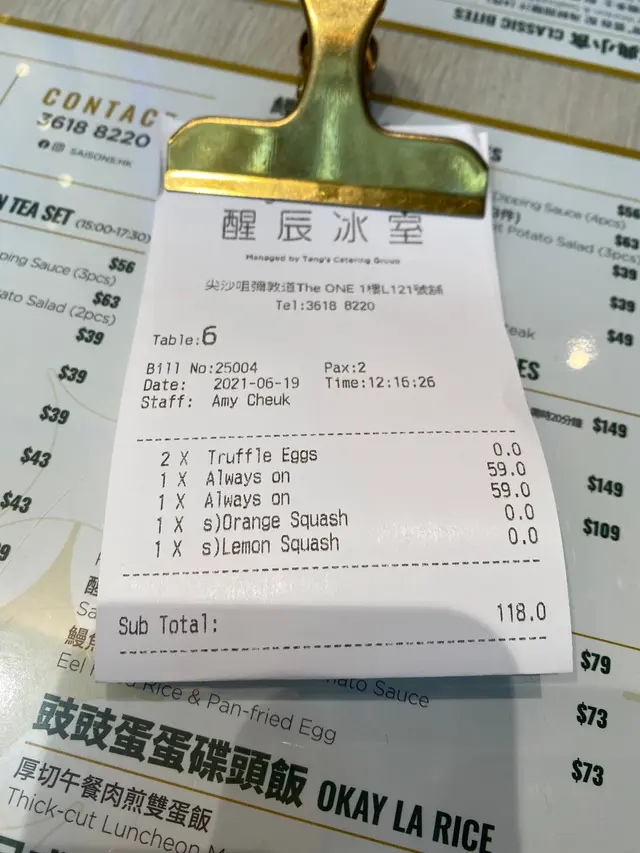 CLASSIC BITES
CONTACT
3618 8220
SAISONS.HK
TEA SET (15:00-17:30)
ping Sauce (3pcs) $56
ato Salad (2pcs) $63
$39
$39
$39
$43
$43
醒辰冰室
Managed by Tang's Catering Group
尖沙咀彌敦道The ONE 1樓L121號舖
Tel:3618 8220
Table:6
Bill No:25004 Pax:2
Date: 2021-06-19 Time:12:16:26
Staff: Amy Cheuk
2 X Truffle Eggs 0.0
1 X Always on 59.0
1 X Always on 59.0
1 X s)Orange Squash 0.0
1 X s)Lemon Squash 0.0
Sub Total: 118.0
Dipping Sauce (4pcs) $56
Potato Salad (3pcs) $63
$39
$39
$49
$149
$149
$109
$79
$73
$73
Rice & Pan-fried Egg
Sauce
豉豉蛋蛋碟頭飯 OKAY LA RICE
厚切午餐肉煎雙蛋飯
Thick-cut Luncheon